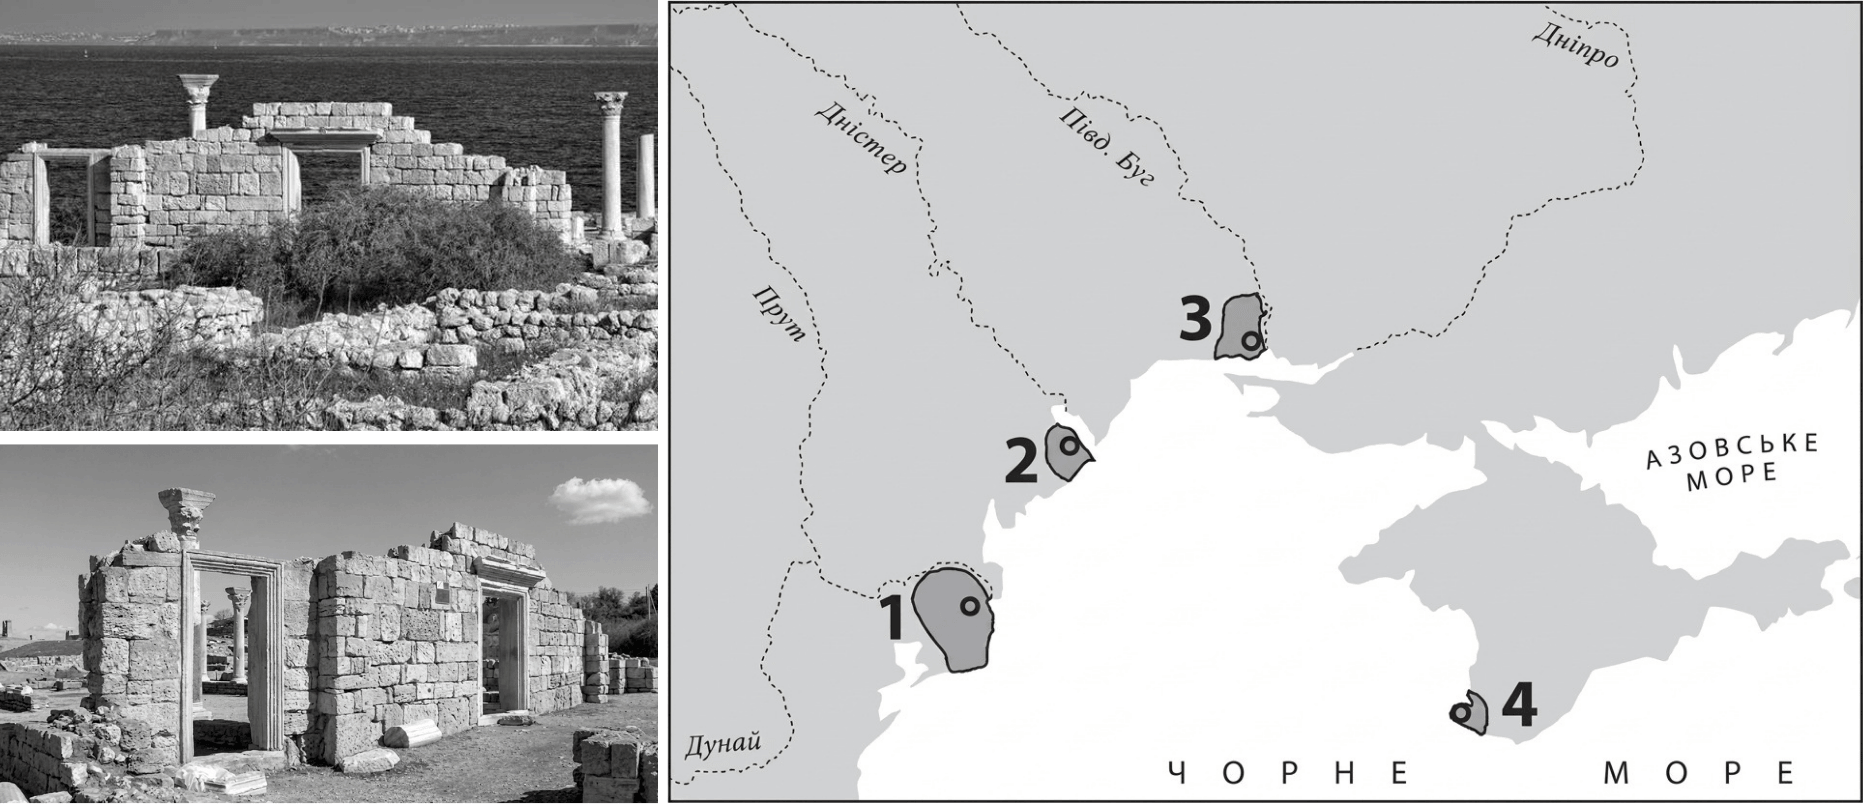 Дніпро
Півд. Буг
Дністер
Прут
3
2
АЗОВСЬКЕ
МОРЕ
1
4
Дунай
ЧОРНЕ МОРЕ